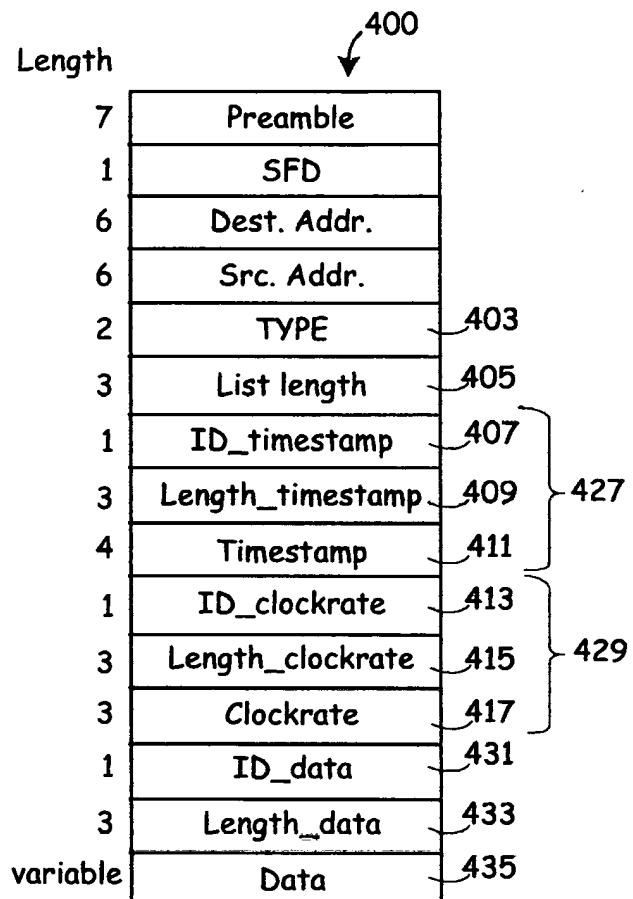 400
Length
7 Preamble
1 SFD
6 Dest. Addr.
6 Src. Addr.
2 TYPE 403
3 List length 405
1 ID_timestamp 407
3 Length_timestamp 409
427
4 Timestamp 411
1 ID_clockrate 413
3 Length_clockrate 415
429
3 Clockrate 417
1 ID_data 431
3 Length_data 433
variable Data 435